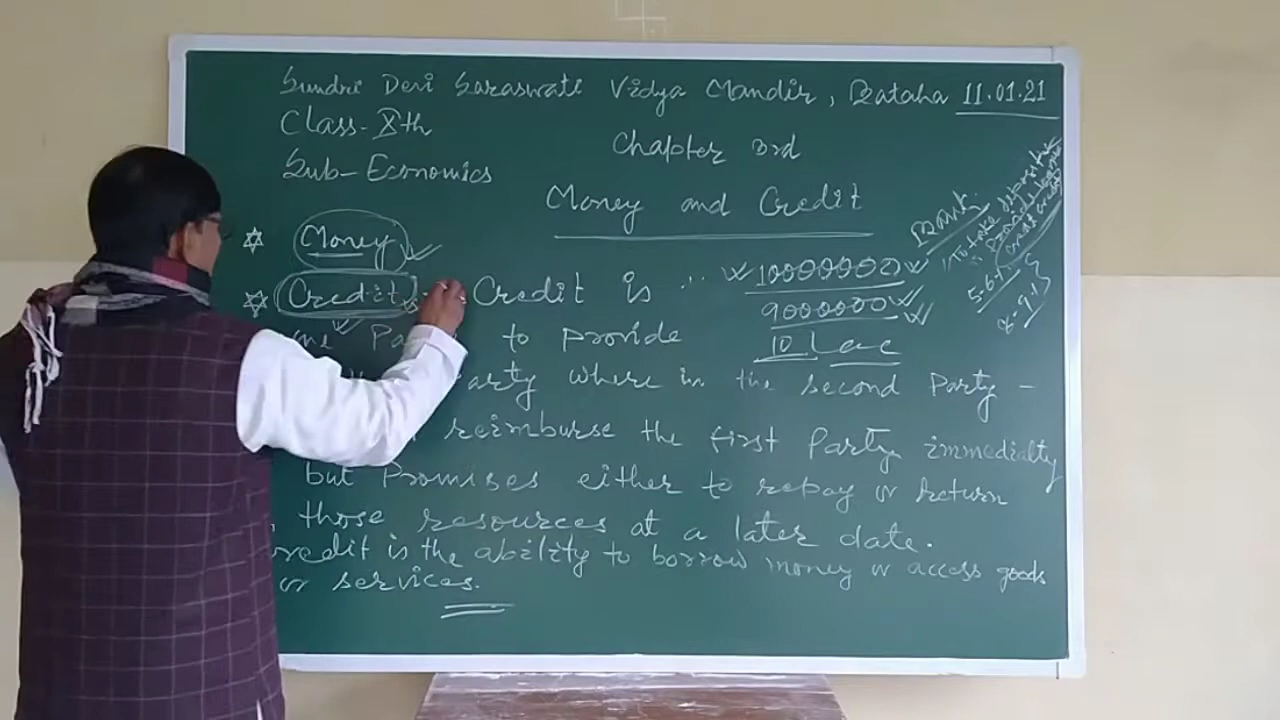 Sundri Devi Saraswati Vidya Mandir, Bataha 11.01.21
Class-Xth
Chapter 3rd
Sub-Economics
Money and Credit
Money
Bank
Credit :- Credit is
10000000
9000000
10 Lac
to provide
Party where in the second Party -
reimburse the first Party immedialty
but Promises either to repay or return
those resources at a later date.
redit is the ability to borrow money or access goods
or services.